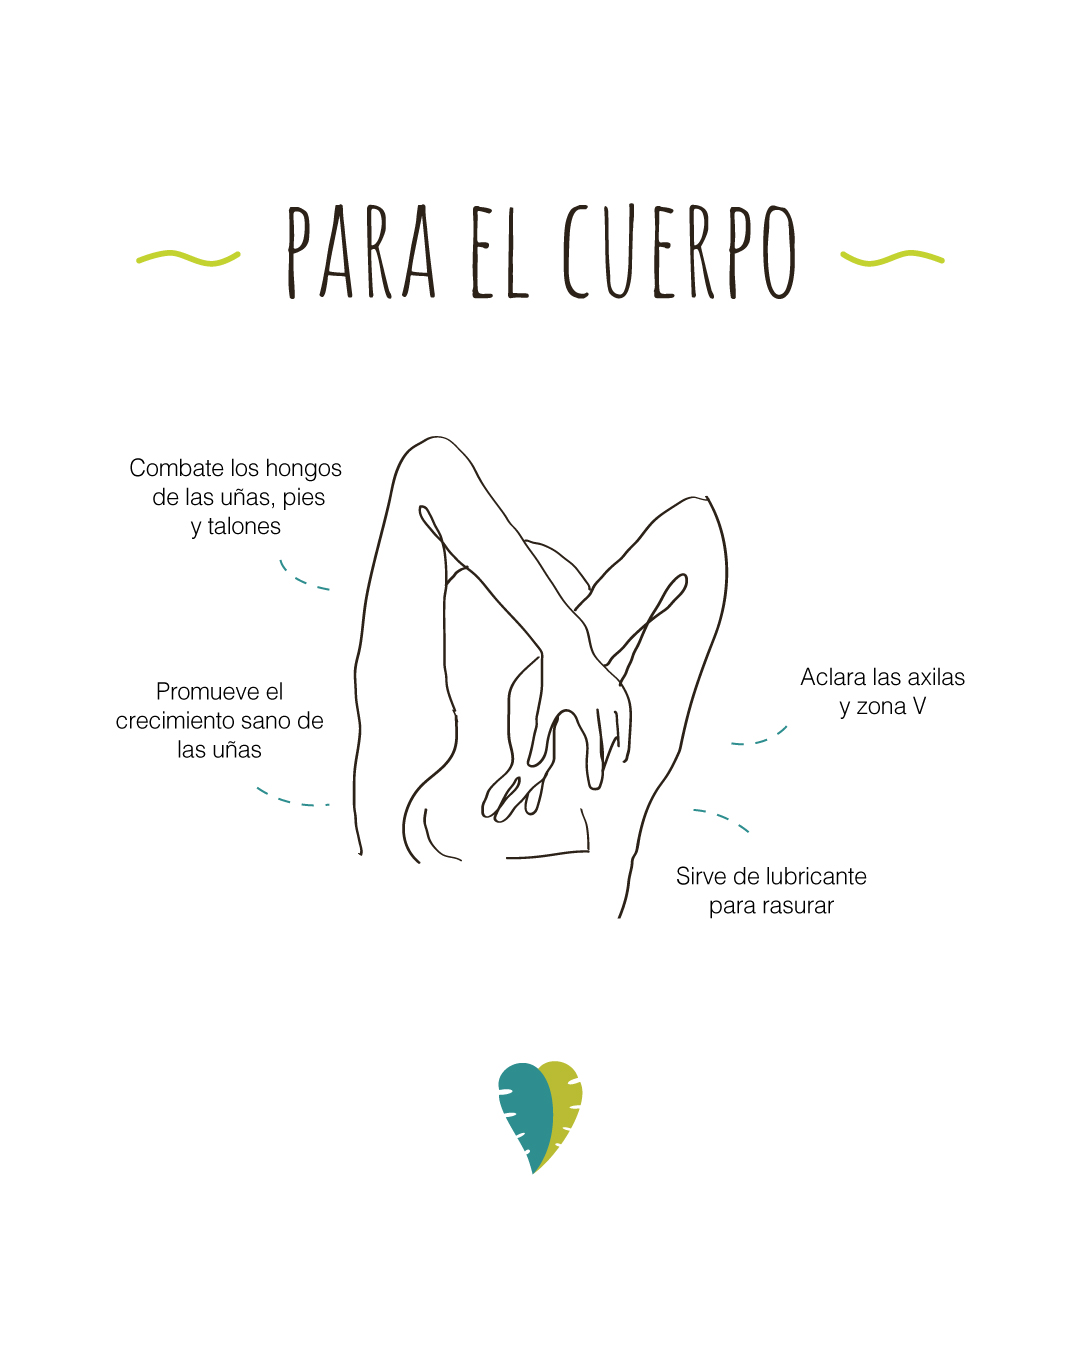 PARA EL CUERPO
Combate los hongos
de las uñas, pies
y talones
Promueve el
crecimiento sano de
las uñas
Aclara las axilas
y zona V
Sirve de lubricante
para rasurar